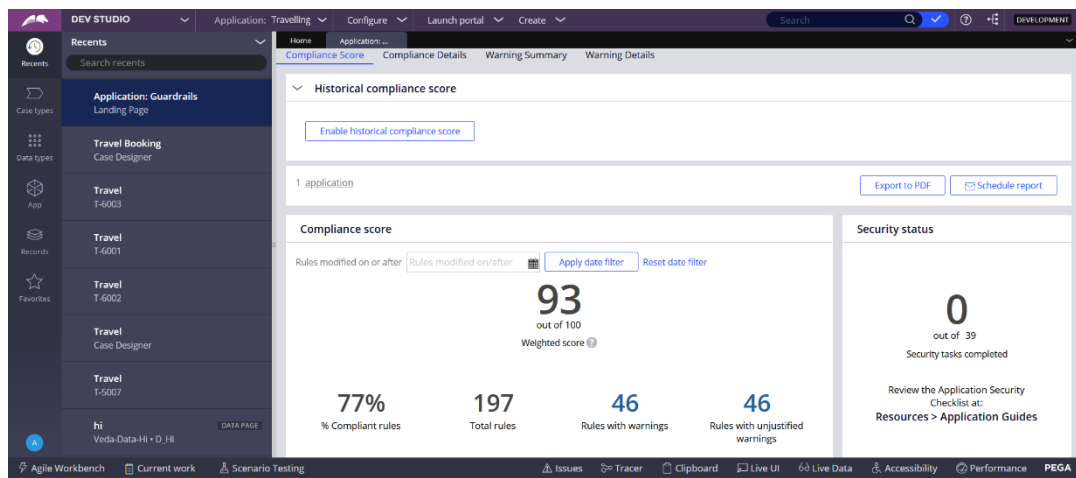 DEV STUDIO
Application: Travelling
Configure
Launch portal
Create
Search
DEVELOPMENT
Recents
Case types
Data types
App
Records
Favorites
A
Recents
Search recents
Application: Guardrails
Landing Page
Travel Booking
Case Designer
Travel
T-6003
Travel
T-6001
Travel
T-6002
Travel
Case Designer
Travel
T-5007
hi
DATA PAGE
Veda-Data-Hi • D_Hi
Home
Application: ...
Compliance Score
Compliance Details
Warning Summary
Warning Details
Historical compliance score
Enable historical compliance score
1 application
Export to PDF
Schedule report
Compliance score
Rules modified on or after
Rules modified on/after
Apply date filter
Reset date filter
93
out of 100
Weighted score ?
77%
% Compliant rules
197
Total rules
46
Rules with warnings
46
Rules with unjustified
warnings
Security status
0
out of 39
Security tasks completed
Review the Application Security
Checklist at:
Resources > Application Guides
Agile Workbench
Current work
Scenario Testing
Issues
Tracer
Clipboard
Live UI
Live Data
Accessibility
Performance
PEGA